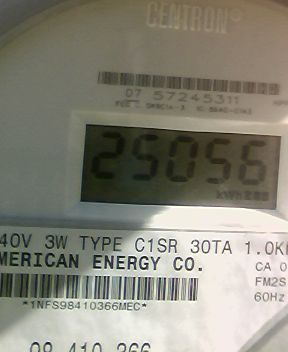 CENTRON®
07 57245311
25056
40V 3W TYPE C1SR 30TA 1.0K
MERICAN ENERGY CO.
CA 0
FM2S
60Hz
*1NFS98410366MEC*
98 410 366